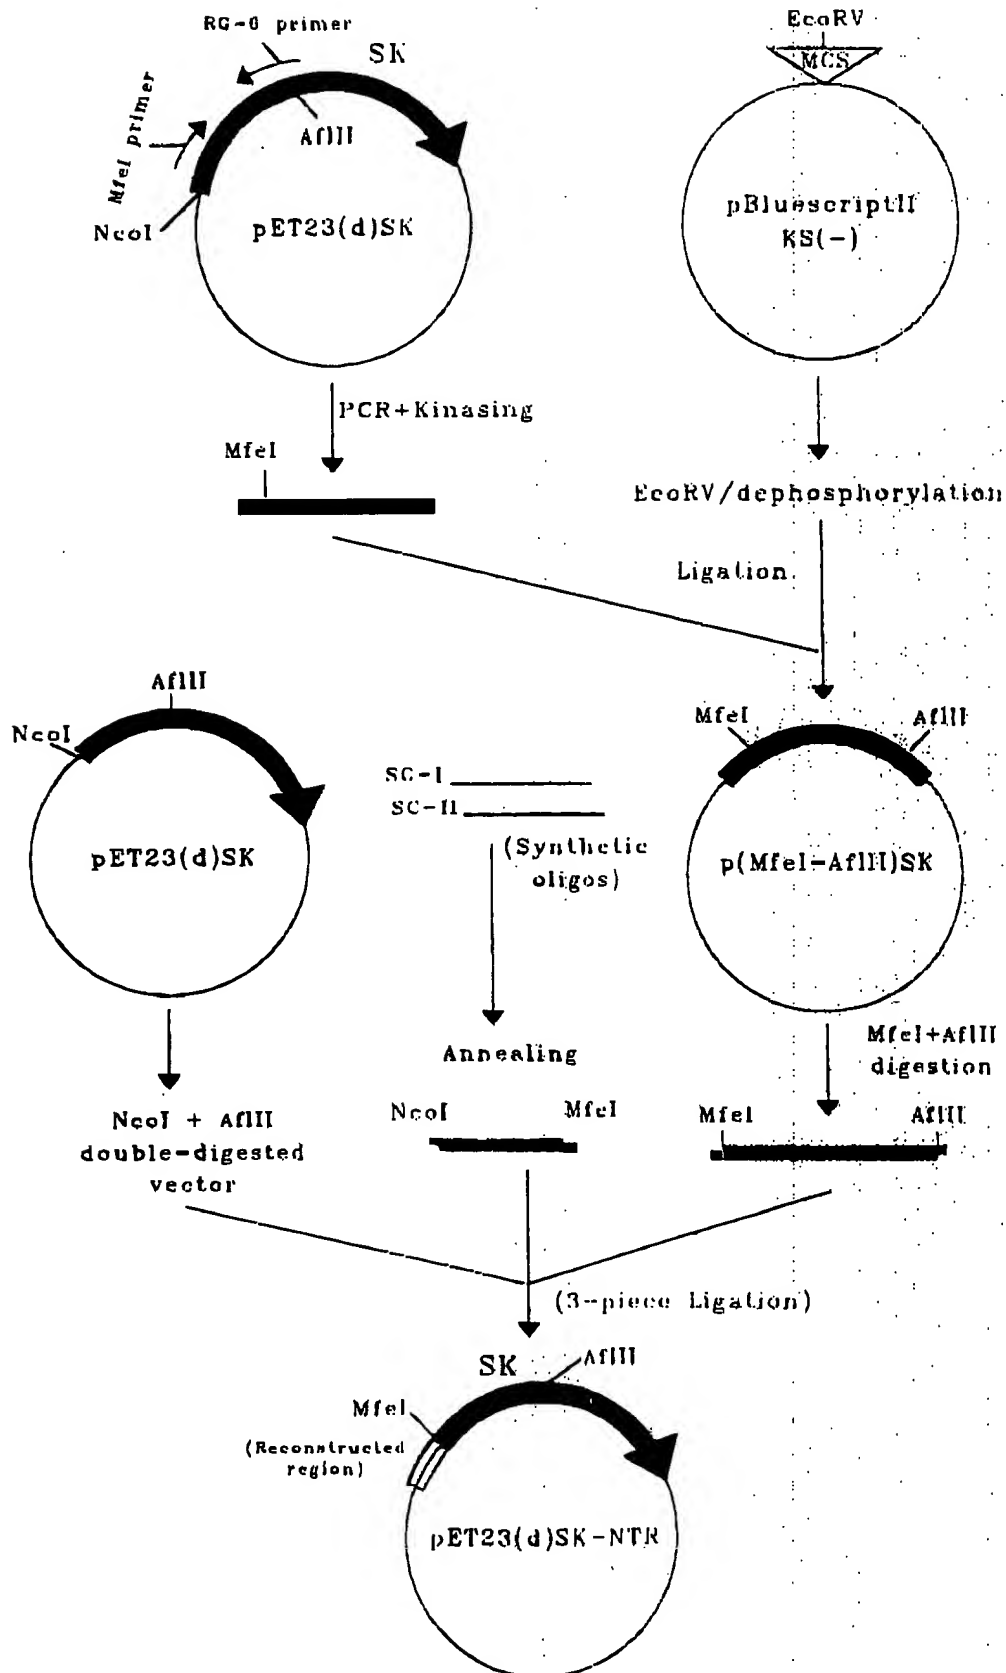 RG-6 primer
SK
MfeI primer
AflII
NcoI
pET23(d)SK
EcoRV
MCS
pBluescriptII
KS(-)
PCR+Kinasing
MfeI
EcoRV/dephosphorylation
Ligation
AflII
NcoI
pET23(d)SK
SC-I
SC-II
(Synthetic
oligos)
MfeI
AflII
p(MfeI-AflII)SK
Annealing
MfeI+AflII
digestion
NcoI + AflII
double-digested
vector
NcoI
MfeI
MfeI
AflII
(3-piece Ligation)
SK
AflII
MfeI
(Reconstructed
region)
pET23(d)SK-NTR